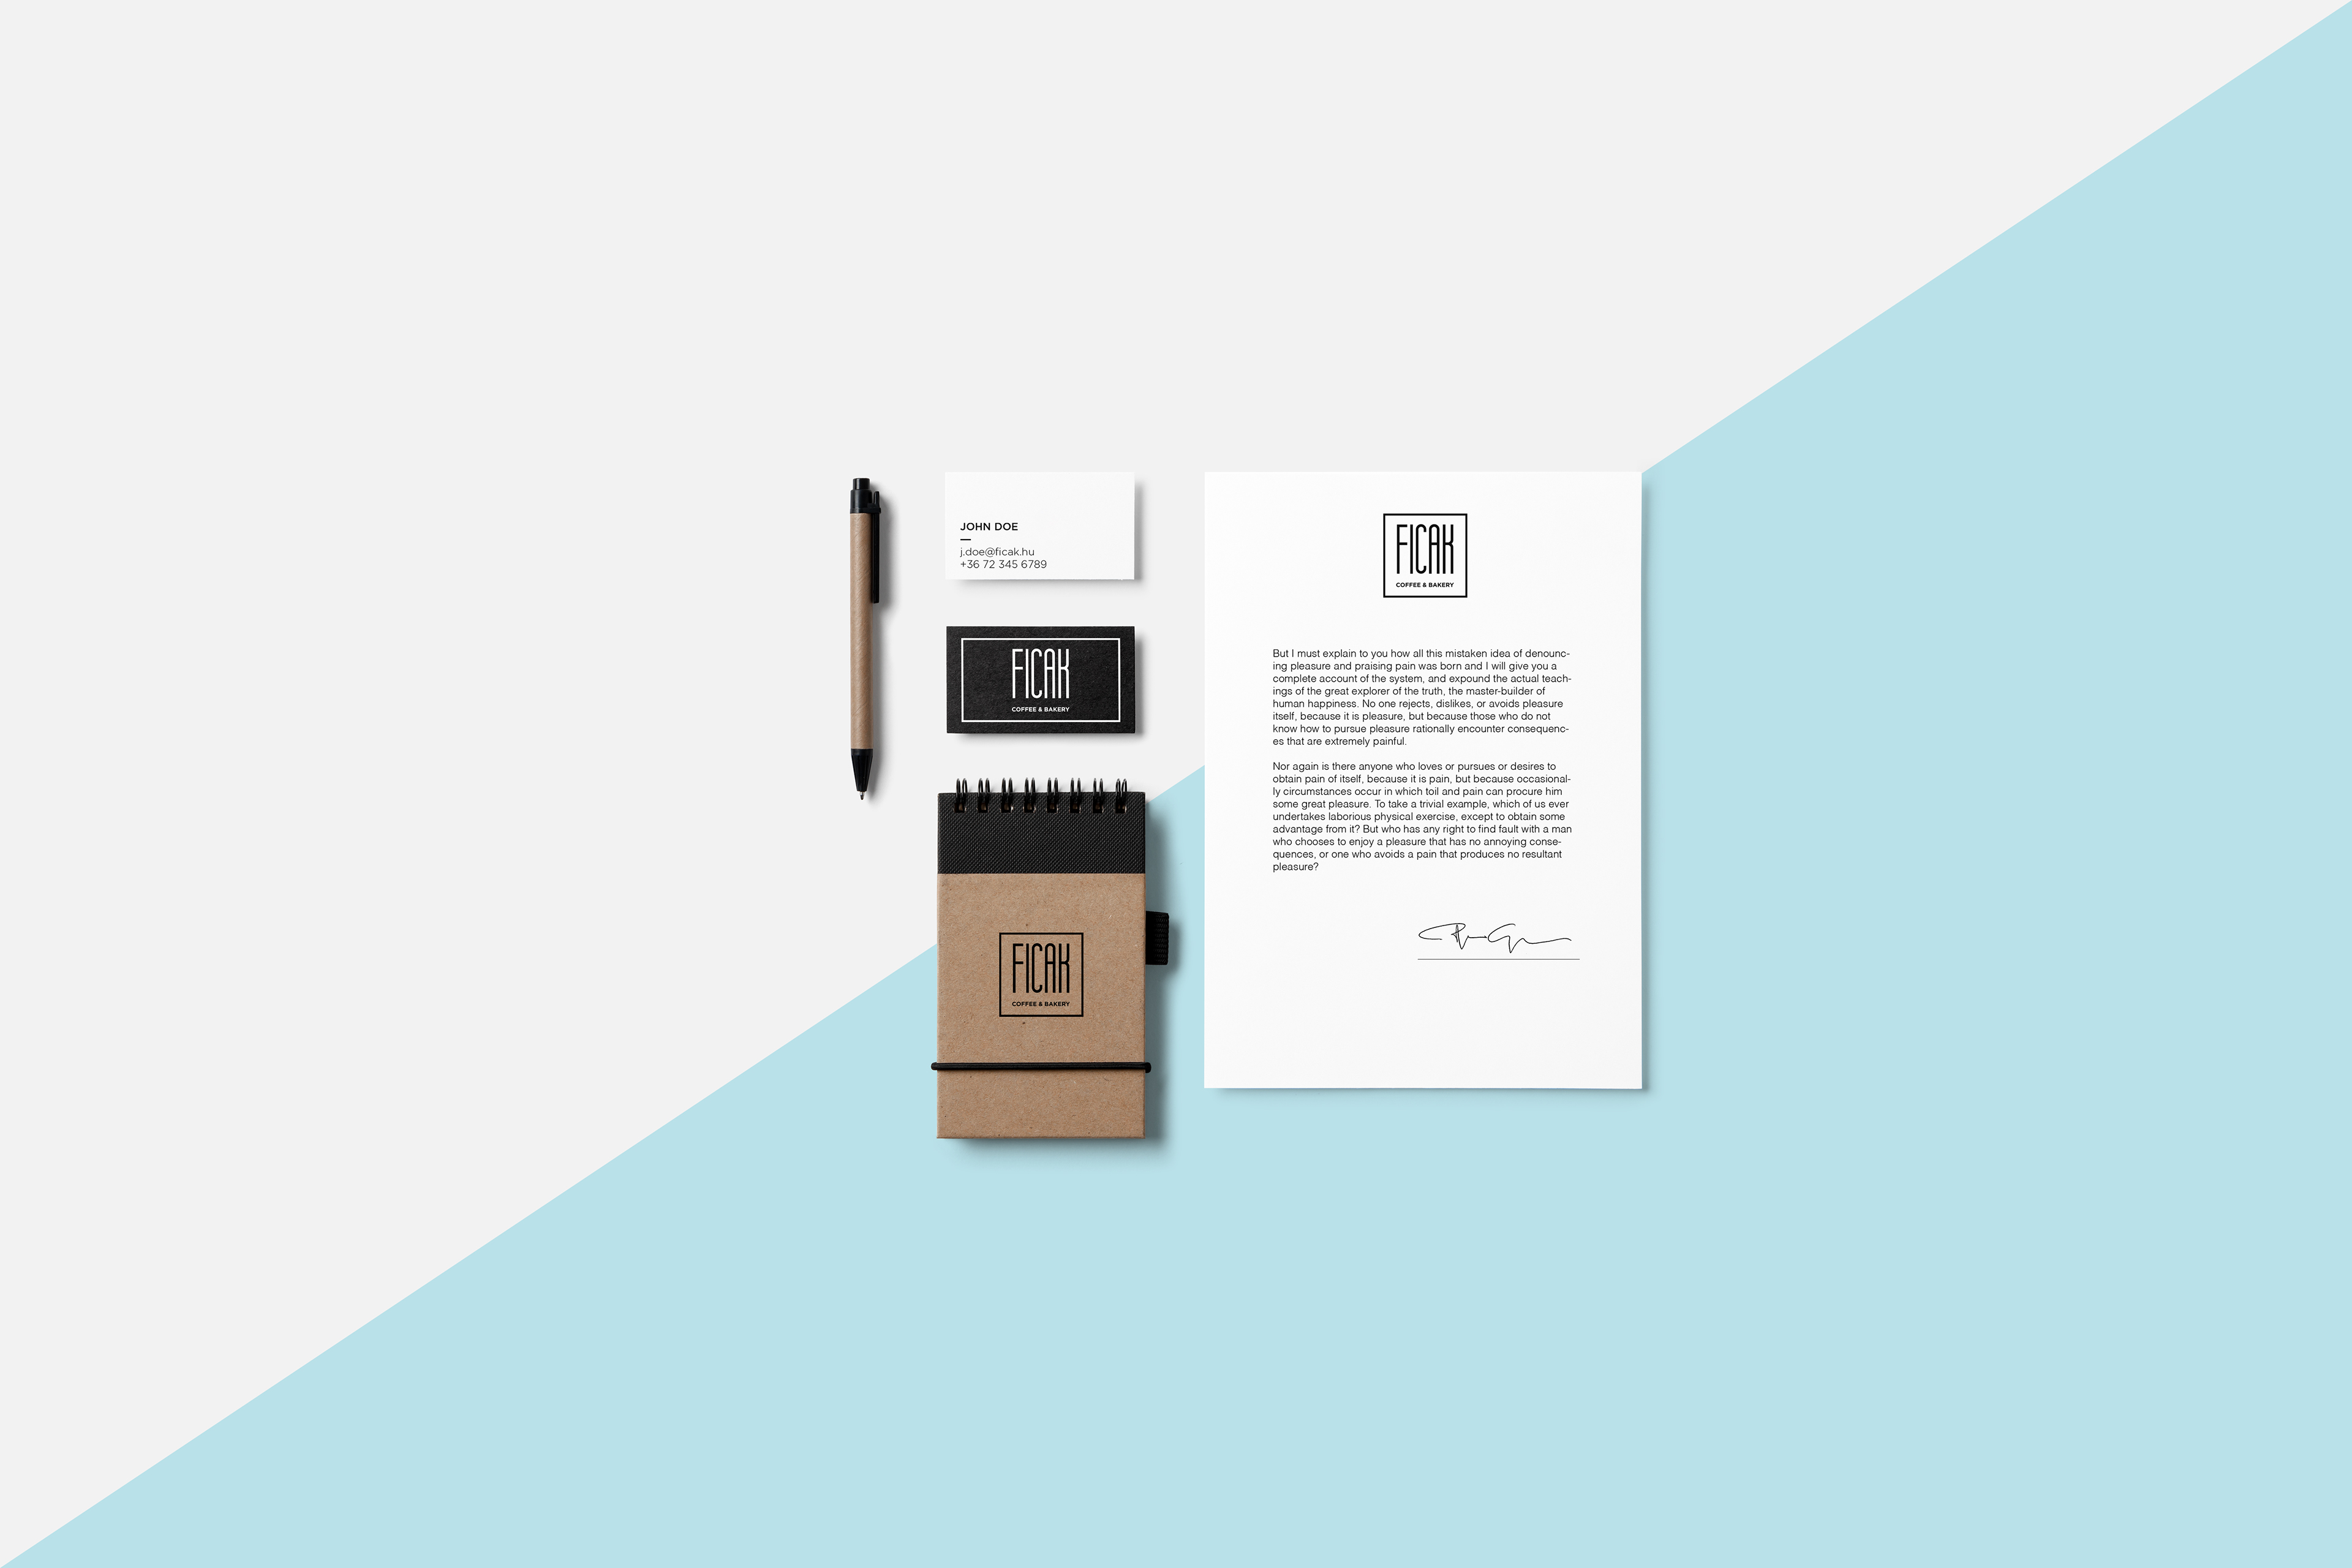 JOHN DOE
j.doe@ficak.hu
+36 72 345 6789
FICAK
COFFEE & BAKERY
FICAK
COFFEE & BAKERY
FICAK
COFFEE & BAKERY
But I must explain to you how all this mistaken idea of denounc-
ing pleasure and praising pain was born and I will give you a
complete account of the system, and expound the actual teach-
ings of the great explorer of the truth, the master-builder of
human happiness. No one rejects, dislikes, or avoids pleasure
itself, because it is pleasure, but because those who do not
know how to pursue pleasure rationally encounter consequenc-
es that are extremely painful.
Nor again is there anyone who loves or pursues or desires to
obtain pain of itself, because it is pain, but because occasional-
ly circumstances occur in which toil and pain can procure him
some great pleasure. To take a trivial example, which of us ever
undertakes laborious physical exercise, except to obtain some
advantage from it? But who has any right to find fault with a man
who chooses to enjoy a pleasure that has no annoying conse-
quences, or one who avoids a pain that produces no resultant
pleasure?